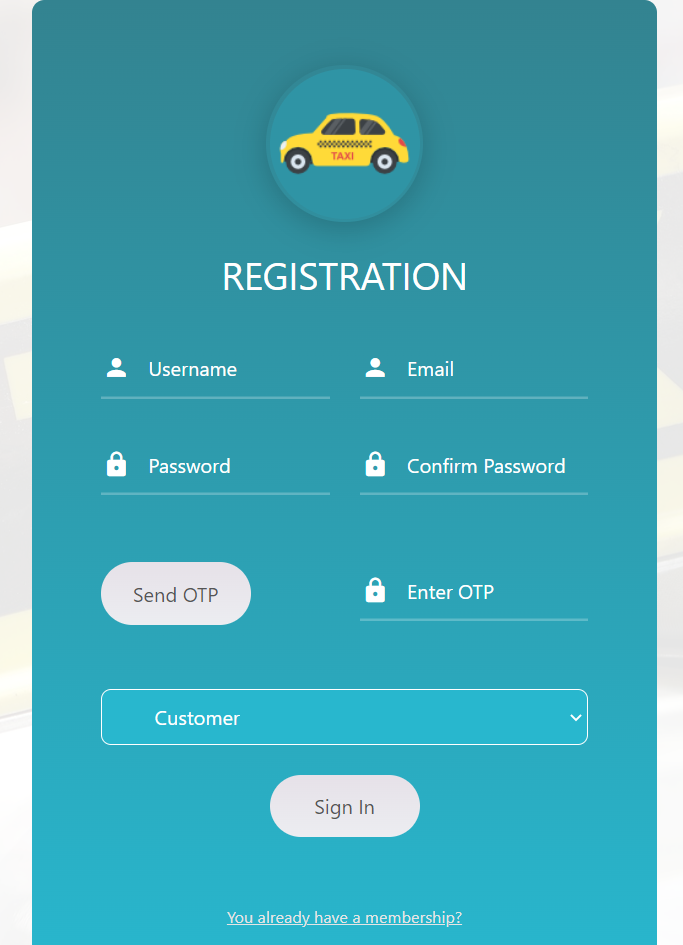 TAXI
REGISTRATION
Username
Email
Password
Confirm Password
Send OTP
Enter OTP
Customer
Sign In
You already have a membership?